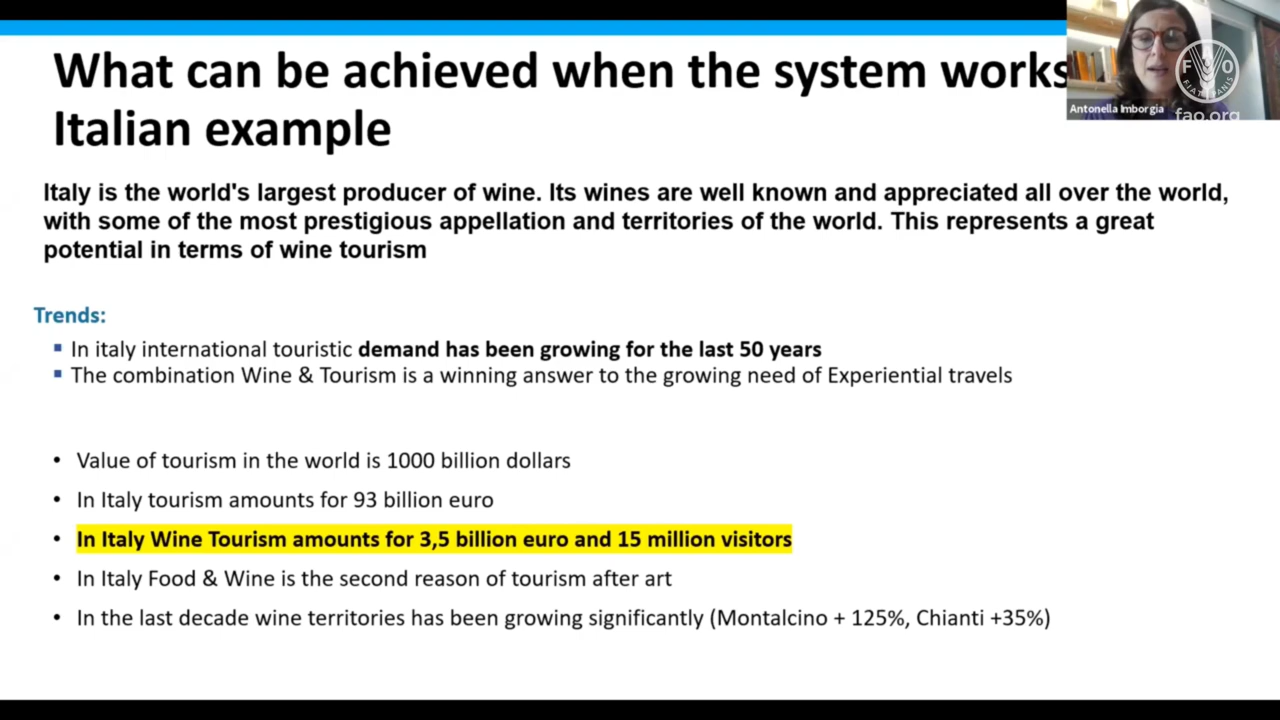 What can be achieved when the system works
Italian example
Antonella Imborgia
fao.org
Italy is the world's largest producer of wine. Its wines are well known and appreciated all over the world,
with some of the most prestigious appellation and territories of the world. This represents a great
potential in terms of wine tourism
Trends:
▪ In italy international touristic demand has been growing for the last 50 years
▪ The combination Wine & Tourism is a winning answer to the growing need of Experiential travels
• Value of tourism in the world is 1000 billion dollars
• In Italy tourism amounts for 93 billion euro
• In Italy Wine Tourism amounts for 3,5 billion euro and 15 million visitors
• In Italy Food & Wine is the second reason of tourism after art
• In the last decade wine territories has been growing significantly (Montalcino + 125%, Chianti +35%)